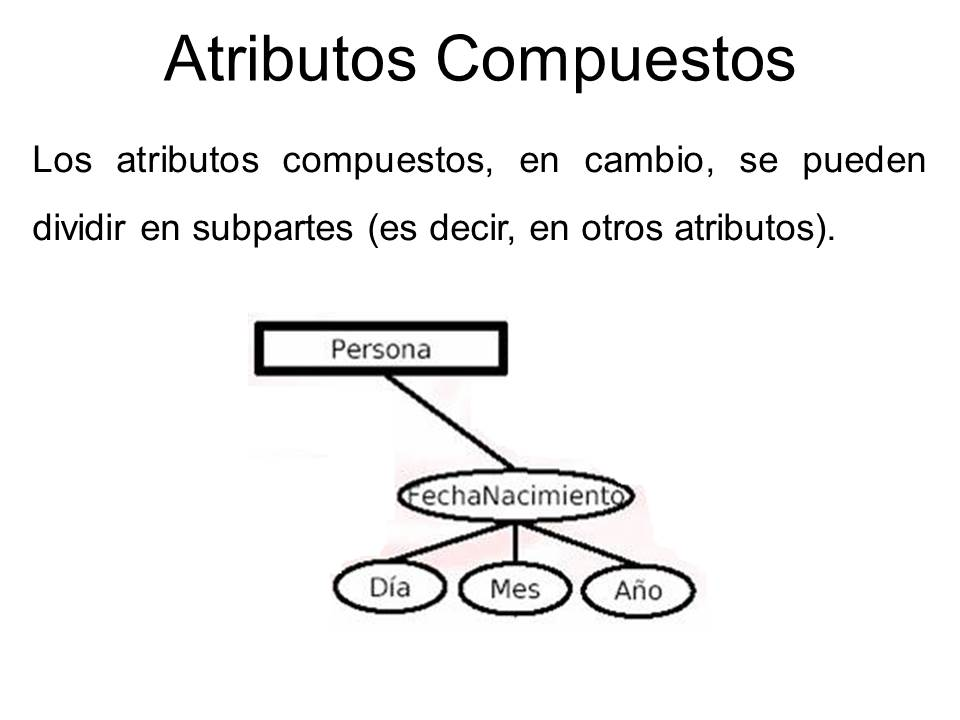 Atributos Compuestos
Los atributos compuestos, en cambio, se pueden
dividir en subpartes (es decir, en otros atributos).
Persona
FechaNacimiento
Día
Mes
Año